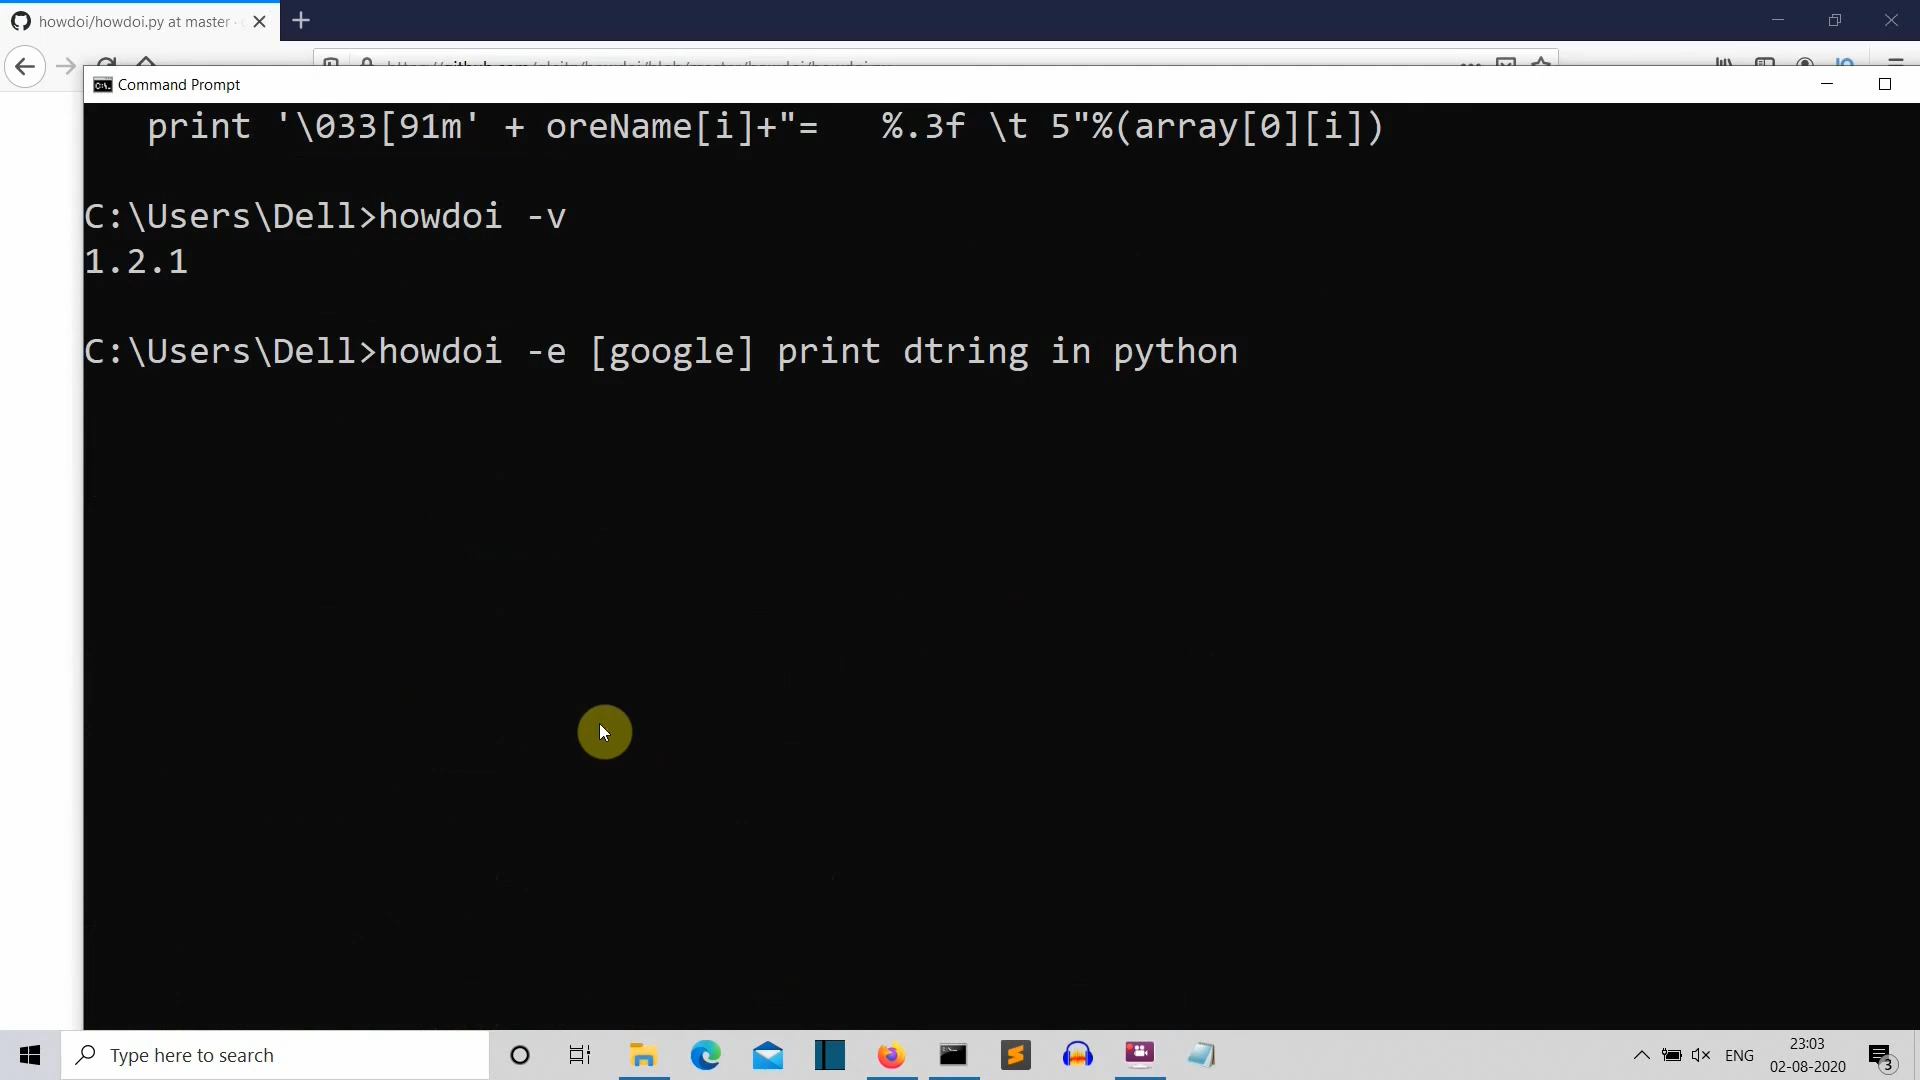 howdoi/howdoi.py at master ·
Command Prompt
print '\033[91m' + oreName[i]+"=   %.3f \t 5"%(array[0][i])
C:\Users\Dell>howdoi -v
1.2.1
C:\Users\Dell>howdoi -e [google] print dtring in python
Type here to search
ENG
23:03
02-08-2020
3